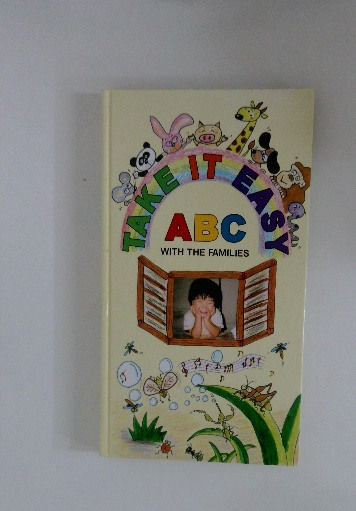 TAKE IT EASY
ABC
WITH THE FAMILIES